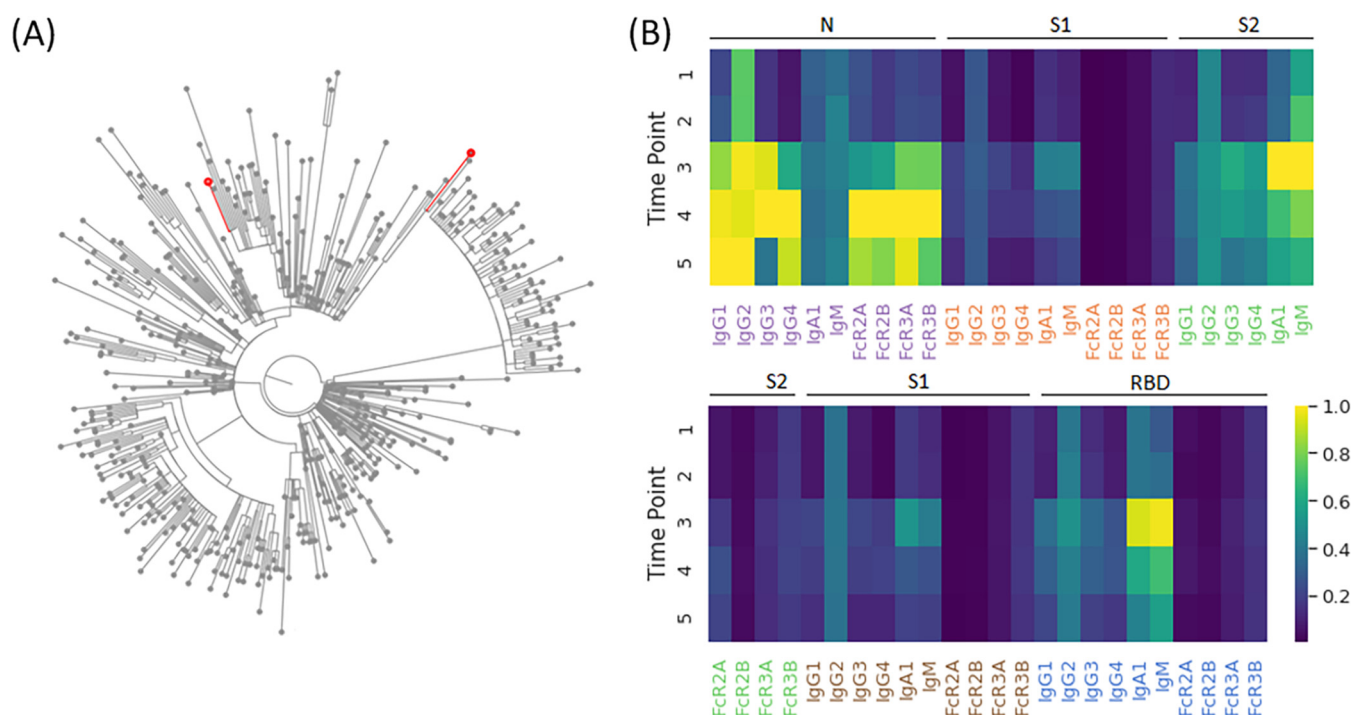 (A)
(B)
N S1 S2
Time Point
1
2
3
4
5
IgG1 IgG2 IgG3 IgG4 IgA1 IgM FcR2A FcR2B FcR3A FcR3B IgG1 IgG2 IgG3 IgG4 IgA1 IgM FcR2A FcR2B FcR3A FcR3B IgG1 IgG2 IgG3 IgG4 IgA1 IgM
S2 S1 RBD
Time Point
1
2
3
4
5
FcR2A FcR2B FcR3A FcR3B IgG1 IgG2 IgG3 IgG4 IgA1 IgM FcR2A FcR2B FcR3A FcR3B IgG1 IgG2 IgG3 IgG4 IgA1 IgM FcR2A FcR2B FcR3A FcR3B
1.0
0.8
0.6
0.4
0.2